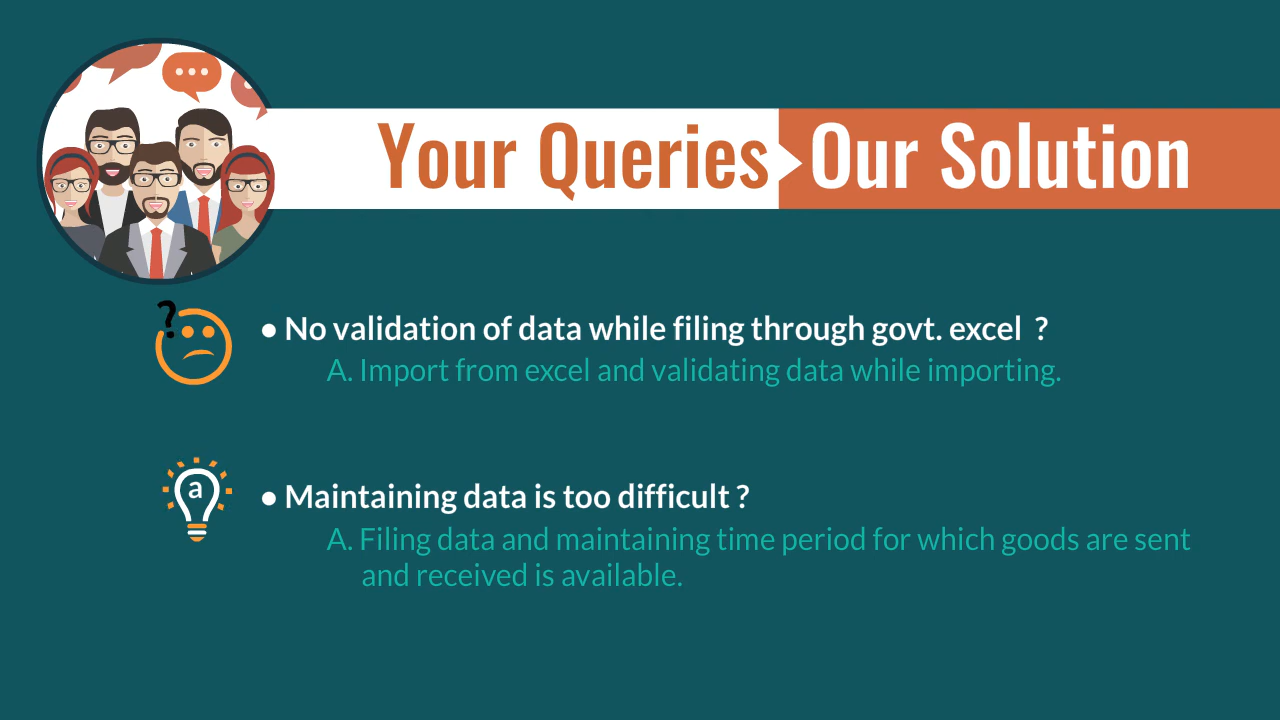 Your Queries Our Solution
?
• No validation of data while filing through govt. excel ?
A. Import from excel and validating data while importing.
a
• Maintaining data is too difficult ?
A. Filing data and maintaining time period for which goods are sent
and received is available.